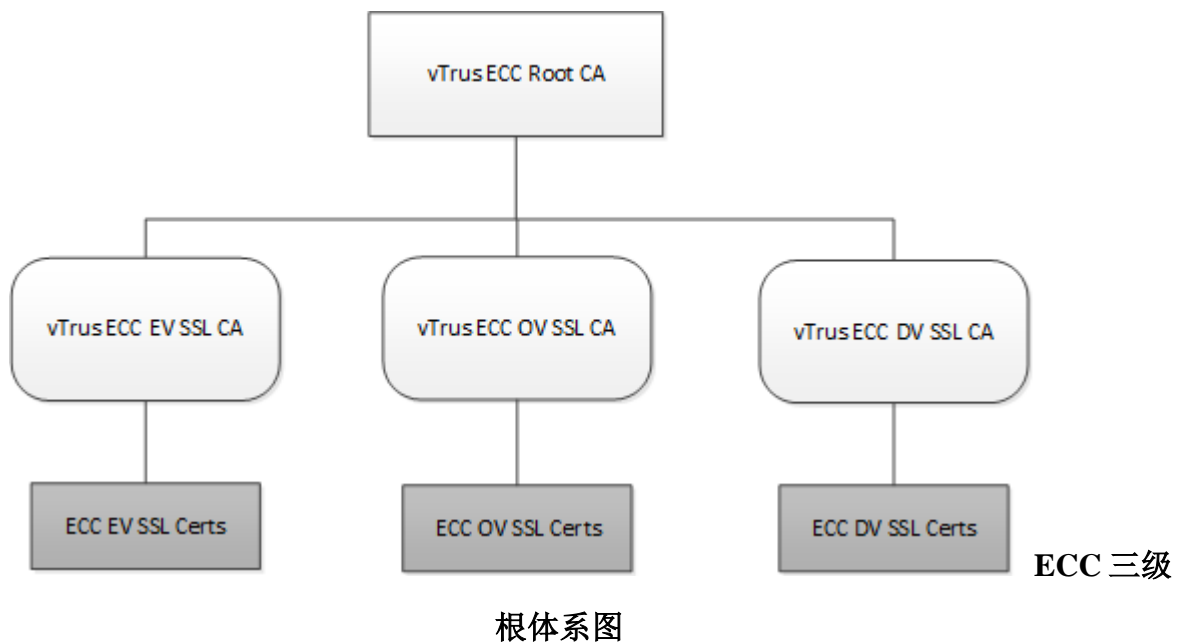 vTrus ECC Root CA
vTrus ECC EV SSL CA
vTrus ECC OV SSL CA
vTrus ECC DV SSL CA
ECC EV SSL Certs
ECC OV SSL Certs
ECC DV SSL Certs
ECC 三级
根体系图